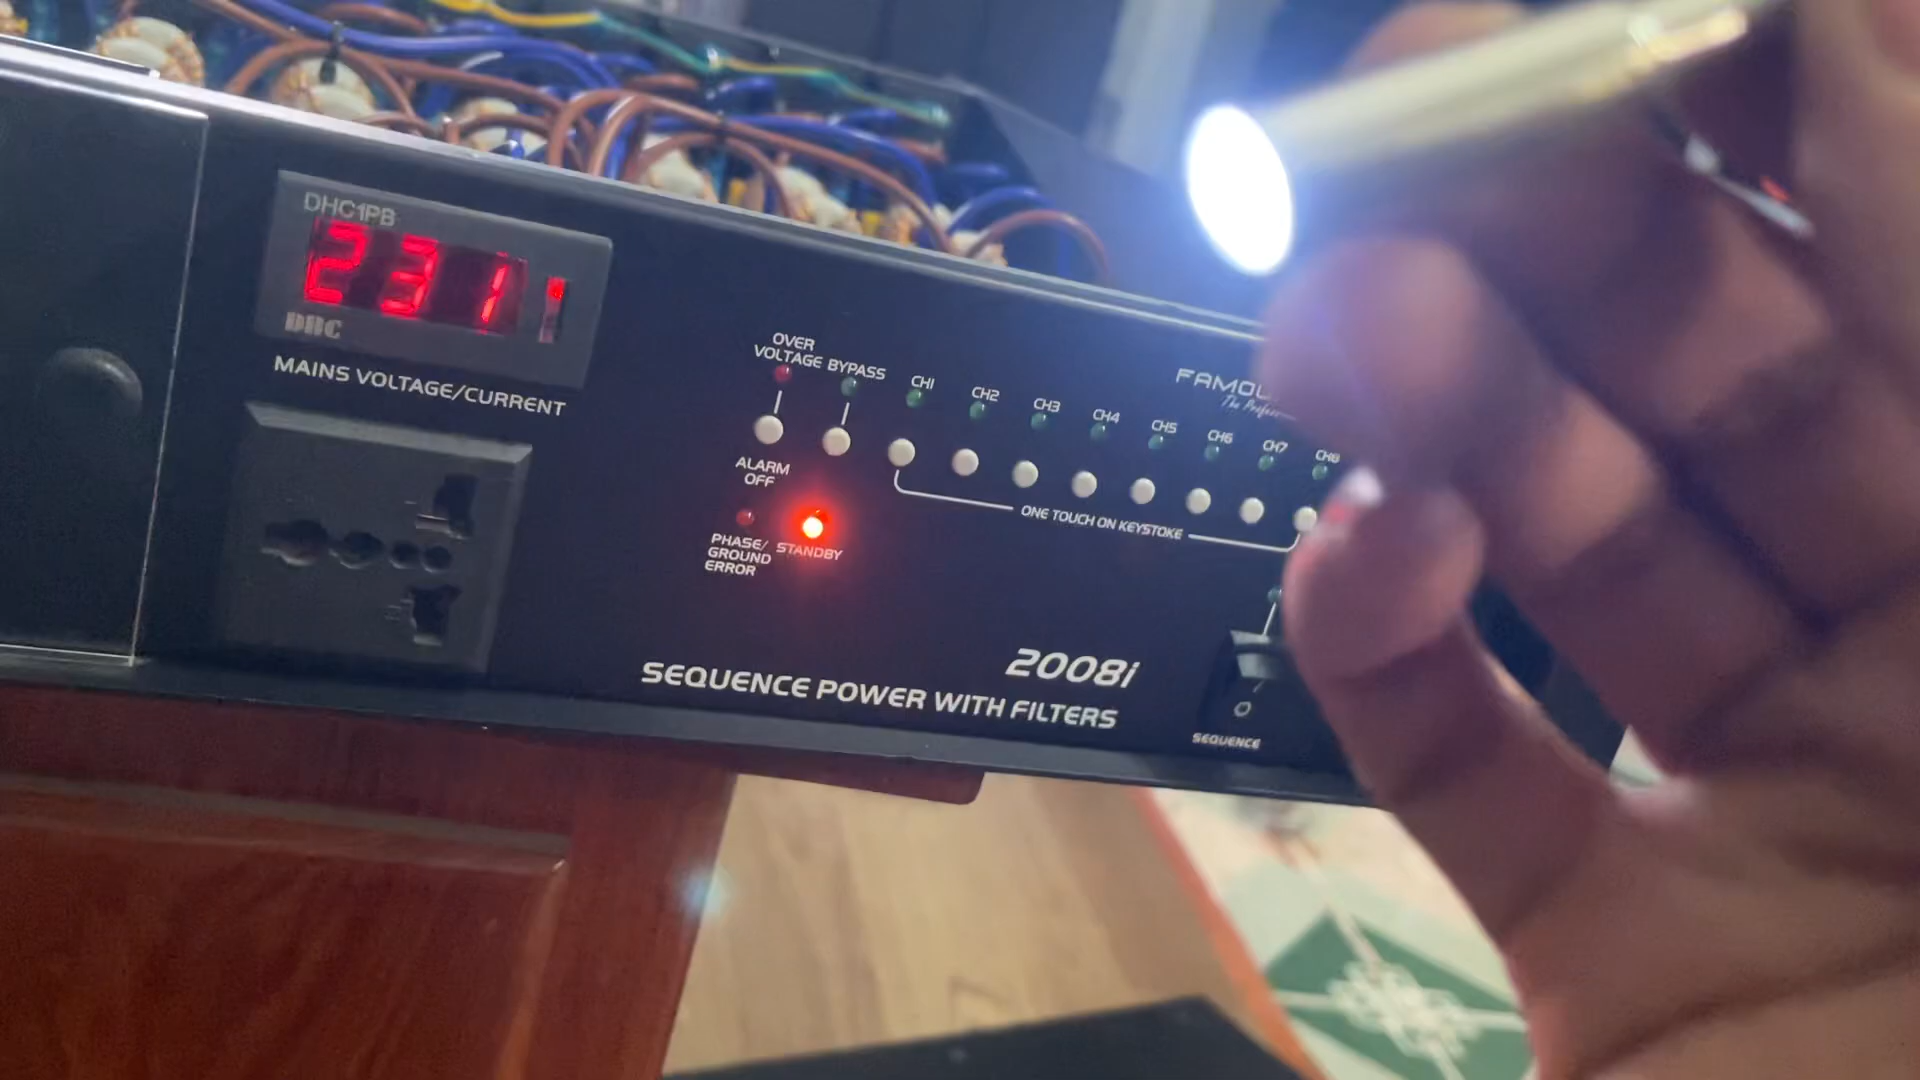 DHC1PB
231
DHC
MAINS VOLTAGE/CURRENT
OVER
VOLTAGE
BYPASS
CH1
CH2
CH3
CH4
CH5
CH6
CH7
CH8
ALARM
OFF
ONE TOUCH ON KEYSTOKE
PHASE/
GROUND
ERROR
STANDBY
The
2008i
SEQUENCE POWER WITH FILTERS
O
SEQUENCE